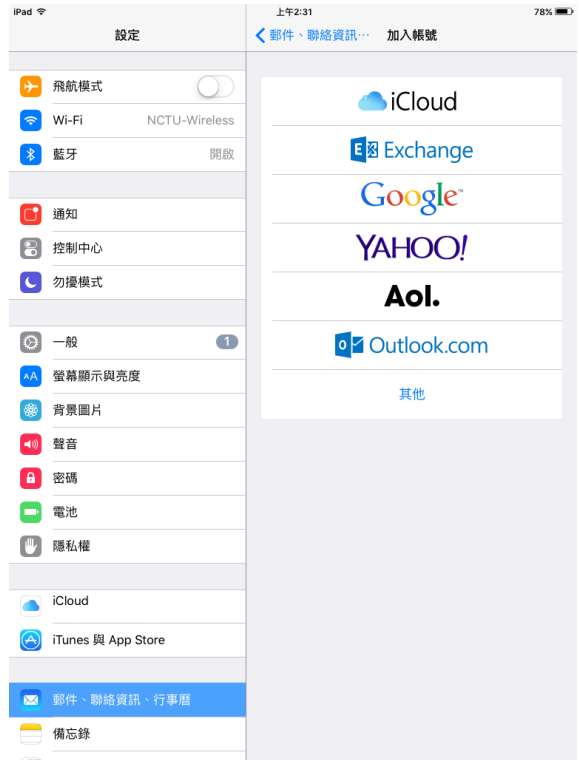 iPad 上午2:31 78%
設定
飛航模式
Wi-Fi NCTU-Wireless
藍牙 開啟
通知
控制中心
勿擾模式
一般 1
AA 螢幕顯示與亮度
背景圖片
聲音
密碼
電池
隱私權
iCloud
iTunes 與 App Store
郵件、聯絡資訊、行事曆
備忘錄
郵件、聯絡資訊… 加入帳號
iCloud
E Exchange
Google™
YAHOO!
Aol.
o Outlook.com
其他